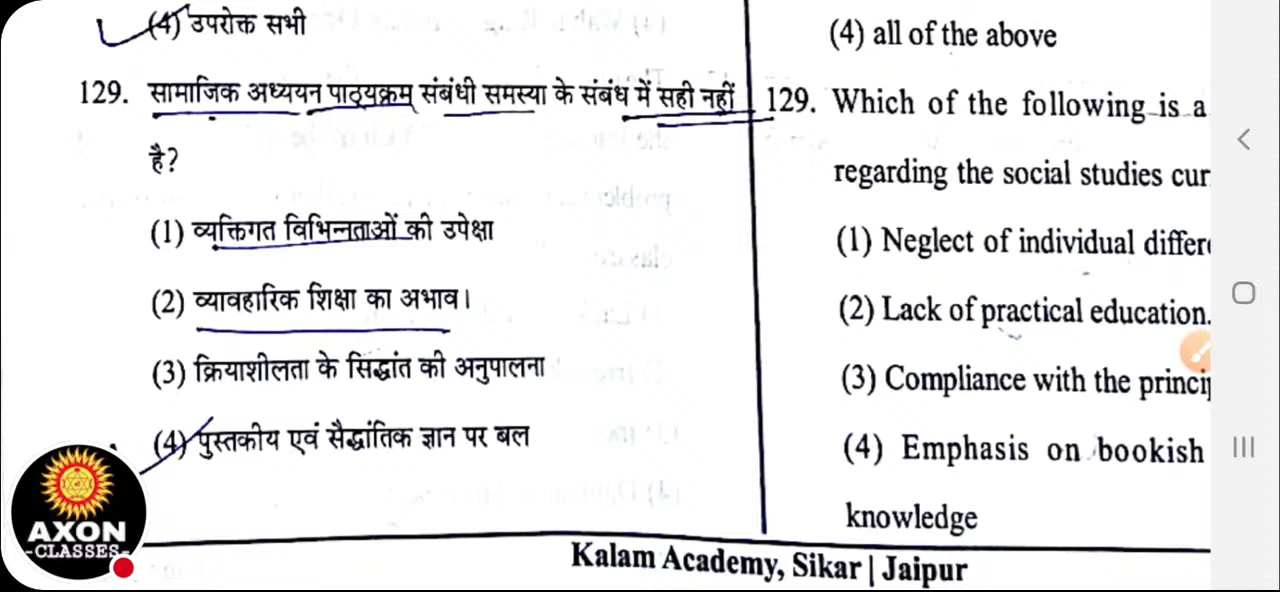 (4) उपरोक्त सभी
129. सामाजिक अध्ययन पाठ्यक्रम् संबंधी समस्या के संबंध में सही नहीं
है?
(1) व्यक्तिगत विभिन्नताओं की उपेक्षा
(2) व्यावहारिक शिक्षा का अभाव।
(3) क्रियाशीलता के सिद्धांत की अनुपालना
(4) पुस्तकीय एवं सैद्धांतिक ज्ञान पर बल
(4) all of the above
129. Which of the following is a
regarding the social studies cur
(1) Neglect of individual differe
(2) Lack of practical education.
(3) Compliance with the princip
(4) Emphasis on bookish
knowledge
AXON
-CLASSES-
Kalam Academy, Sikar | Jaipur